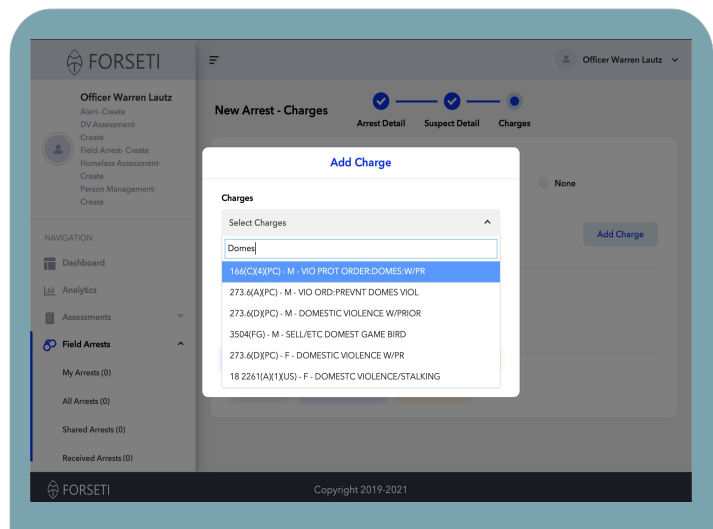 FORSETI
Officer Warren Lautz
Officer Warren Lautz
Alert- Create
DV Assessment-
Create
Field Arrest- Create
Homeless Assessment-
Create
Person Management-
Create
NAVIGATION
Dashboard
Analytics
Assessments
Field Arrests
My Arrests (0)
All Arrests (0)
Shared Arrests (0)
Received Arrests (0)
New Arrest - Charges
Arrest Detail
Suspect Detail
Charges
None
Add Charge
Add Charge
Charges
Select Charges
Domes
166(C)(4)(PC) - M - VIO PROT ORDER:DOMES:W/PR
273.6(A)(PC) - M - VIO ORD:PREVNT DOMES VIOL
273.6(D)(PC) - M - DOMESTIC VIOLENCE W/PRIOR
3504(FG) - M - SELL/ETC DOMEST GAME BIRD
273.6(D)(PC) - F - DOMESTIC VIOLENCE W/PR
18 2261(A)(1)(US) - F - DOMESTC VIOLENCE/STALKING
FORSETI
Copyright 2019-2021